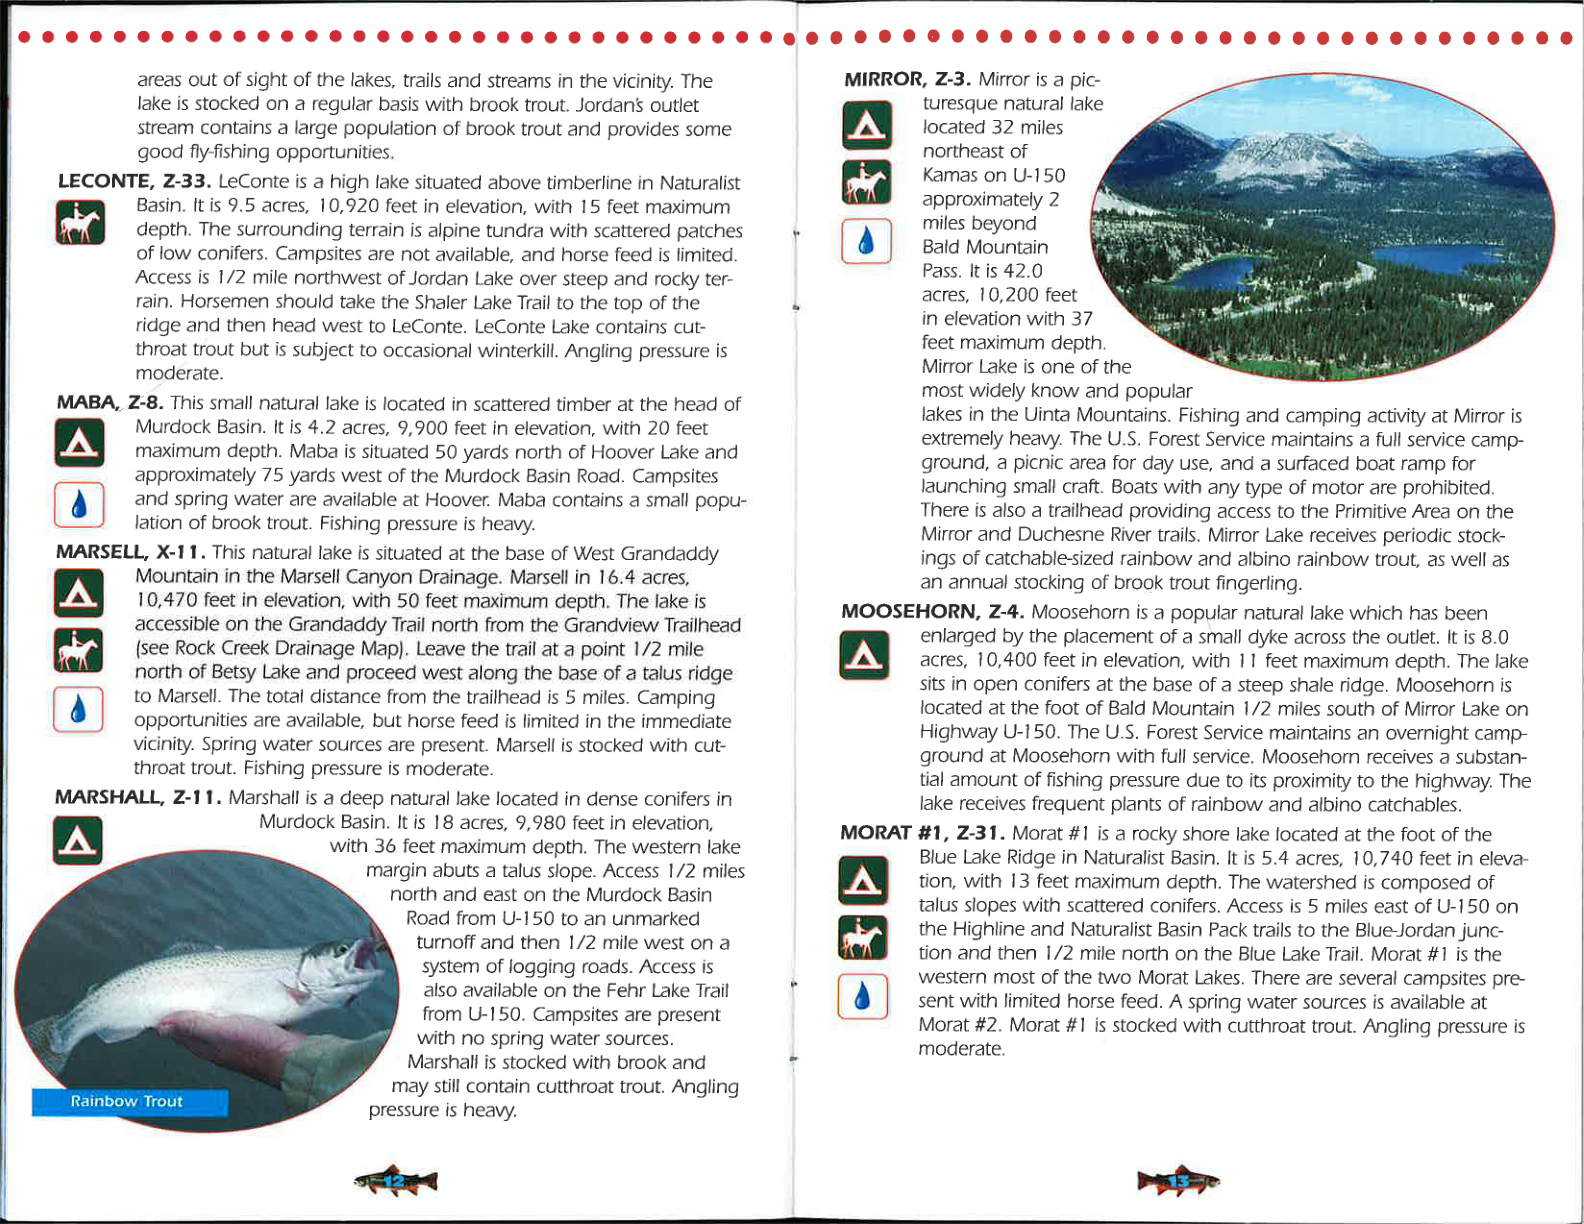 areas out of sight of the lakes, trails and streams in the vicinity. The
lake is stocked on a regular basis with brook trout. Jordan's outlet
stream contains a large population of brook trout and provides some
good fly-fishing opportunities.
LECONTE, Z-33. LeConte is a high lake situated above timberline in Naturalist
Basin. It is 9.5 acres, 10,920 feet in elevation, with 15 feet maximum
depth. The surrounding terrain is alpine tundra with scattered patches
of low conifers. Campsites are not available, and horse feed is limited.
Access is 1/2 mile northwest of Jordan Lake over steep and rocky ter-
rain. Horsemen should take the Shaler Lake Trail to the top of the
ridge and then head west to LeConte. LeConte Lake contains cut-
throat trout but is subject to occasional winterkill. Angling pressure is
moderate.
MABA, Z-8. This small natural lake is located in scattered timber at the head of
Murdock Basin. It is 4.2 acres, 9,900 feet in elevation, with 20 feet
maximum depth. Maba is situated 50 yards north of Hoover Lake and
approximately 75 yards west of the Murdock Basin Road. Campsites
and spring water are available at Hoover. Maba contains a small popu-
lation of brook trout. Fishing pressure is heavy.
MARSELL, X-11. This natural lake is situated at the base of West Grandaddy
Mountain in the Marsell Canyon Drainage. Marsell in 16.4 acres,
10,470 feet in elevation, with 50 feet maximum depth. The lake is
accessible on the Grandaddy Trail north from the Grandview Trailhead
(see Rock Creek Drainage Map). Leave the trail at a point 1/2 mile
north of Betsy Lake and proceed west along the base of a talus ridge
to Marsell. The total distance from the trailhead is 5 miles. Camping
opportunities are available, but horse feed is limited in the immediate
vicinity. Spring water sources are present. Marsell is stocked with cut-
throat trout. Fishing pressure is moderate.
MARSHALL, Z-11. Marshall is a deep natural lake located in dense conifers in
Murdock Basin. It is 18 acres, 9,980 feet in elevation,
with 36 feet maximum depth. The western lake
margin abuts a talus slope. Access 1/2 miles
north and east on the Murdock Basin
Road from U-150 to an unmarked
turnoff and then 1/2 mile west on a
system of logging roads. Access is
also available on the Fehr Lake Trail
from U-150. Campsites are present
with no spring water sources.
Marshall is stocked with brook and
may still contain cutthroat trout. Angling
pressure is heavy.
Rainbow Trout
12
MIRROR, Z-3. Mirror is a pic-
turesque natural lake
located 32 miles
northeast of
Kamas on U-150
approximately 2
miles beyond
Bald Mountain
Pass. It is 42.0
acres, 10,200 feet
in elevation with 37
feet maximum depth.
Mirror Lake is one of the
most widely know and popular
lakes in the Uinta Mountains. Fishing and camping activity at Mirror is
extremely heavy. The U.S. Forest Service maintains a full service camp-
ground, a picnic area for day use, and a surfaced boat ramp for
launching small craft. Boats with any type of motor are prohibited.
There is also a trailhead providing access to the Primitive Area on the
Mirror and Duchesne River trails. Mirror Lake receives periodic stock-
ings of catchable-sized rainbow and albino rainbow trout, as well as
an annual stocking of brook trout fingerling.
MOOSEHORN, Z-4. Moosehorn is a popular natural lake which has been
enlarged by the placement of a small dyke across the outlet. It is 8.0
acres, 10,400 feet in elevation, with 11 feet maximum depth. The lake
sits in open conifers at the base of a steep shale ridge. Moosehorn is
located at the foot of Bald Mountain 1/2 miles south of Mirror Lake on
Highway U-150. The U.S. Forest Service maintains an overnight camp-
ground at Moosehorn with full service. Moosehorn receives a substan-
tial amount of fishing pressure due to its proximity to the highway. The
lake receives frequent plants of rainbow and albino catchables.
MORAT #1, Z-31. Morat #1 is a rocky shore lake located at the foot of the
Blue Lake Ridge in Naturalist Basin. It is 5.4 acres, 10,740 feet in eleva-
tion, with 13 feet maximum depth. The watershed is composed of
talus slopes with scattered conifers. Access is 5 miles east of U-150 on
the Highline and Naturalist Basin Pack trails to the Blue-Jordan junc-
tion and then 1/2 mile north on the Blue Lake Trail. Morat #1 is the
western most of the two Morat Lakes. There are several campsites pre-
sent with limited horse feed. A spring water sources is available at
Morat #2. Morat #1 is stocked with cutthroat trout. Angling pressure is
moderate.
13